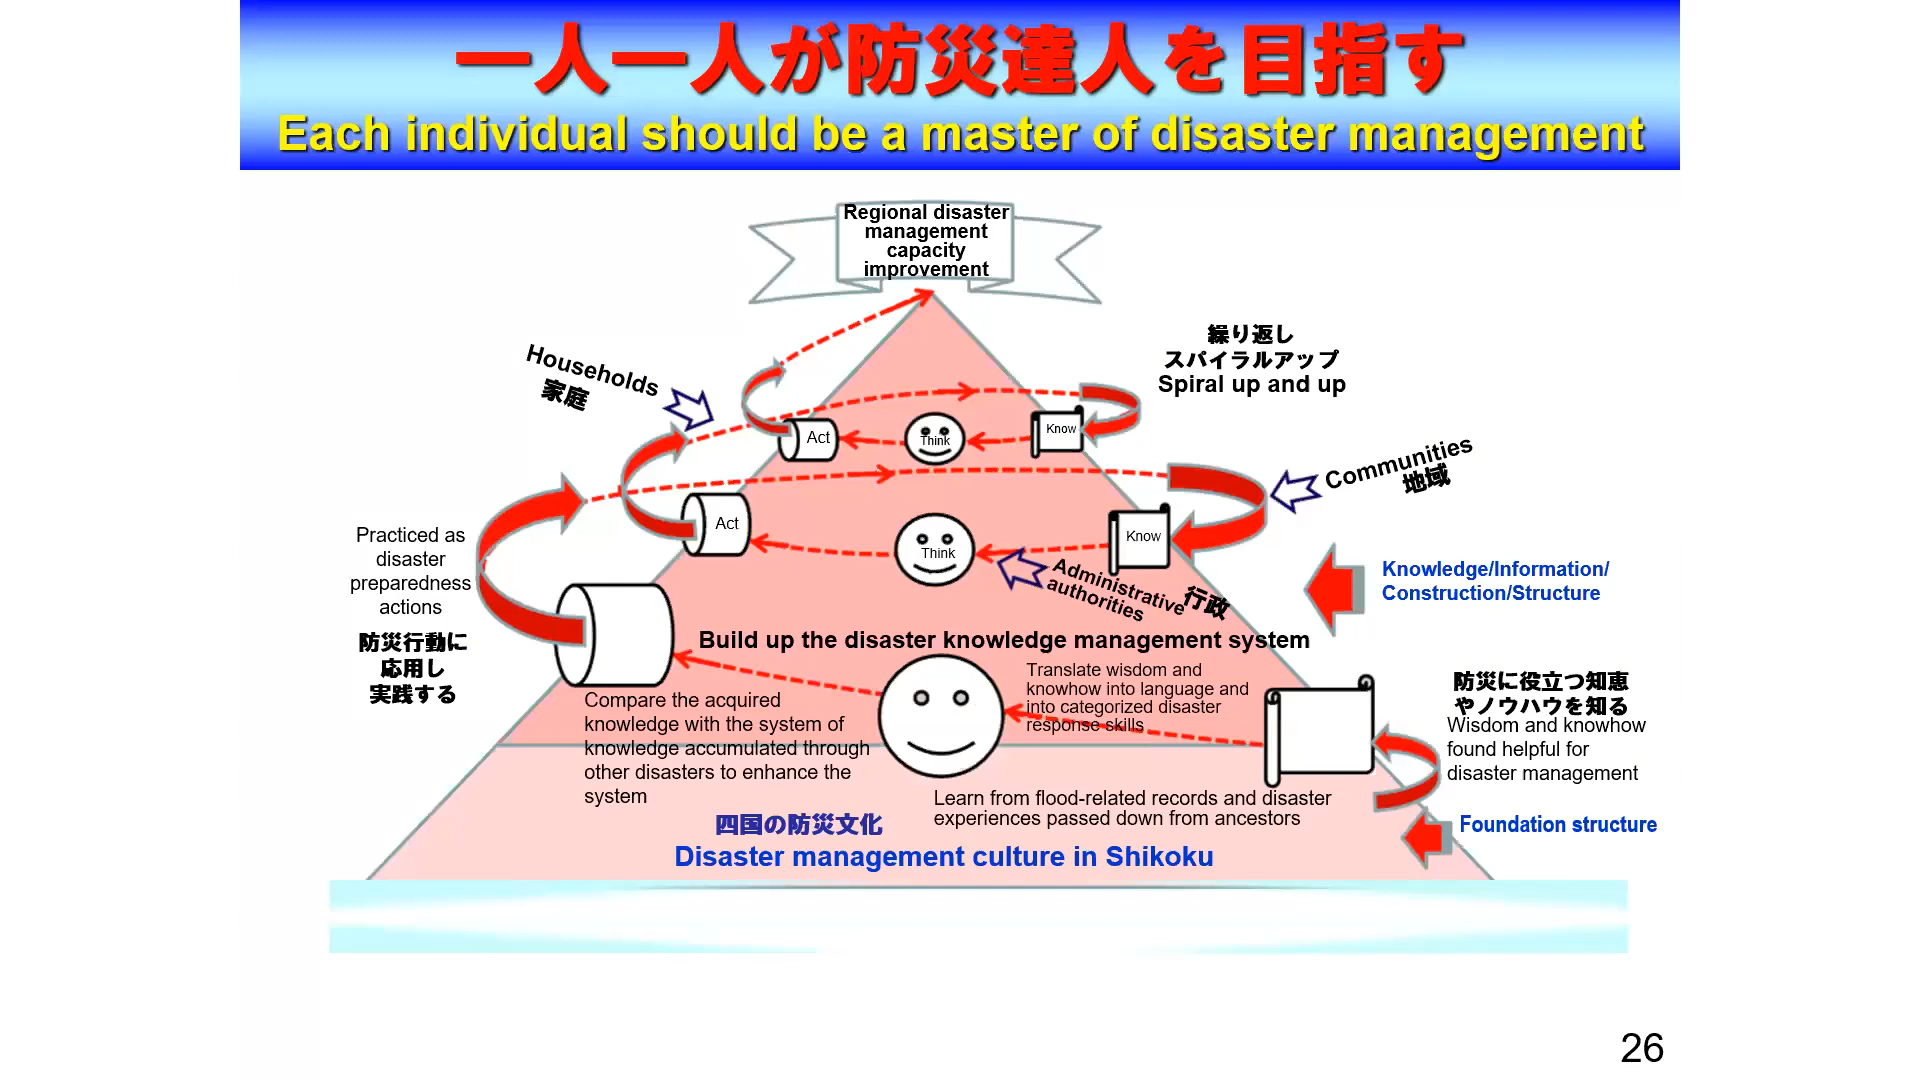 一人一人が防災達人を目指す
Each individual should be a master of disaster management
Regional disaster
management
capacity
improvement
Households
家庭
繰り返し
スパイラルアップ
Spiral up and up
Act
Think
Know
Communities
地域
Act
Think
Know
Practiced as
disaster
preparedness
actions
防災行動に
応用し
実践する
Administrative
authorities
行政
Knowledge/Information/
Construction/Structure
Build up the disaster knowledge management system
Translate wisdom and
knowhow into language and
into categorized disaster
response skills
Compare the acquired
knowledge with the system of
knowledge accumulated through
other disasters to enhance the
system
防災に役立つ知恵
やノウハウを知る
Wisdom and knowhow
found helpful for
disaster management
Learn from flood-related records and disaster
experiences passed down from ancestors
Foundation structure
四国の防災文化
Disaster management culture in Shikoku
26